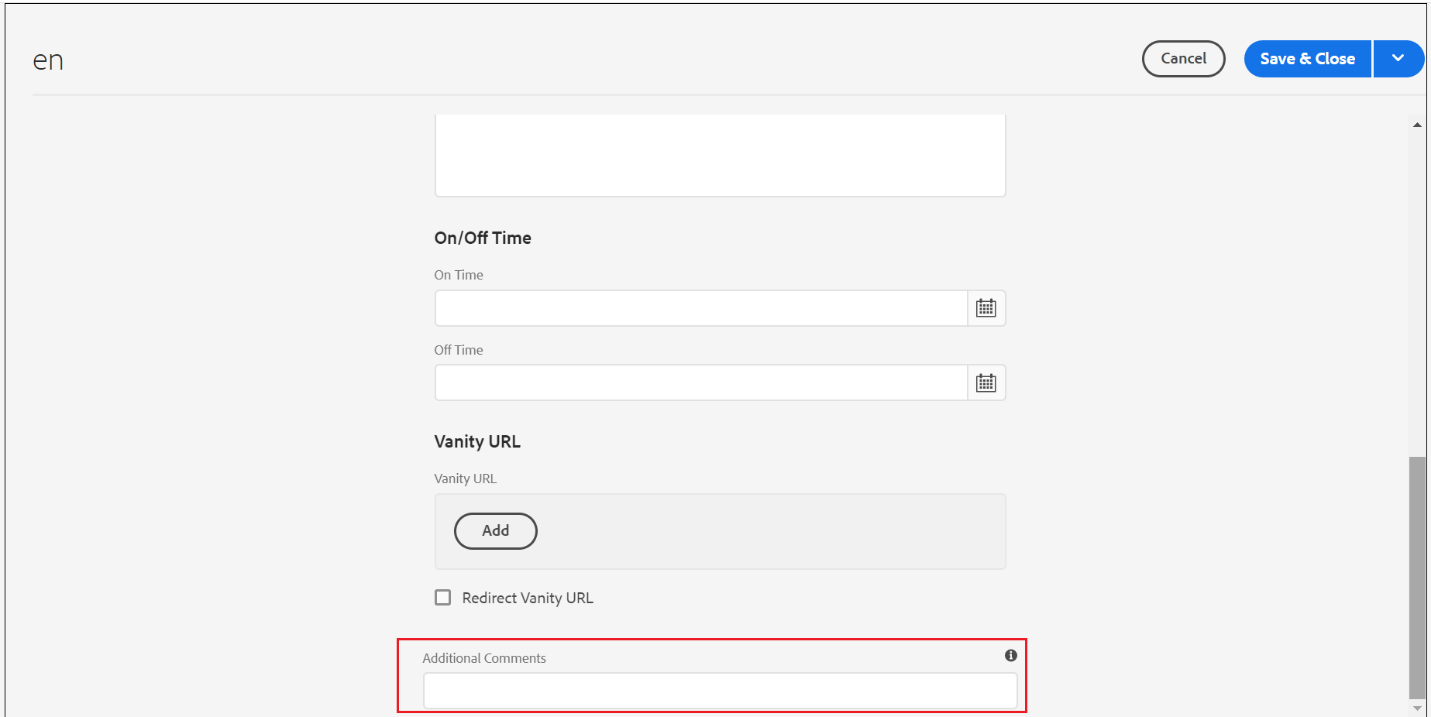 en
Cancel
Save & Close
On/Off Time
On Time
Off Time
Vanity URL
Vanity URL
Add
Redirect Vanity URL
Additional Comments